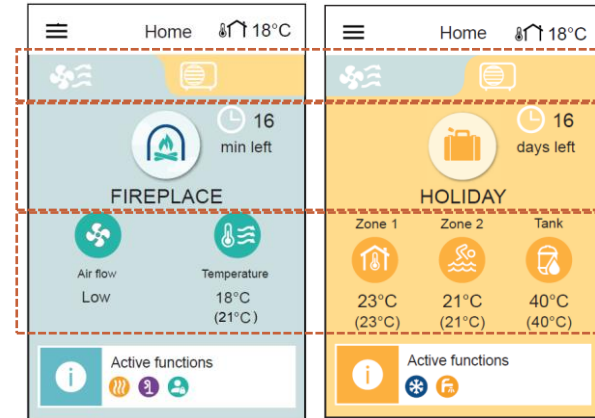 Home 18°C
16
min left
FIREPLACE
Air flow
Low
Temperature
18°C
(21°C)
i
Active functions
Home 18°C
16
days left
HOLIDAY
Zone 1 Zone 2 Tank
23°C 21°C 40°C
(23°C) (21°C) (40°C)
i
Active functions